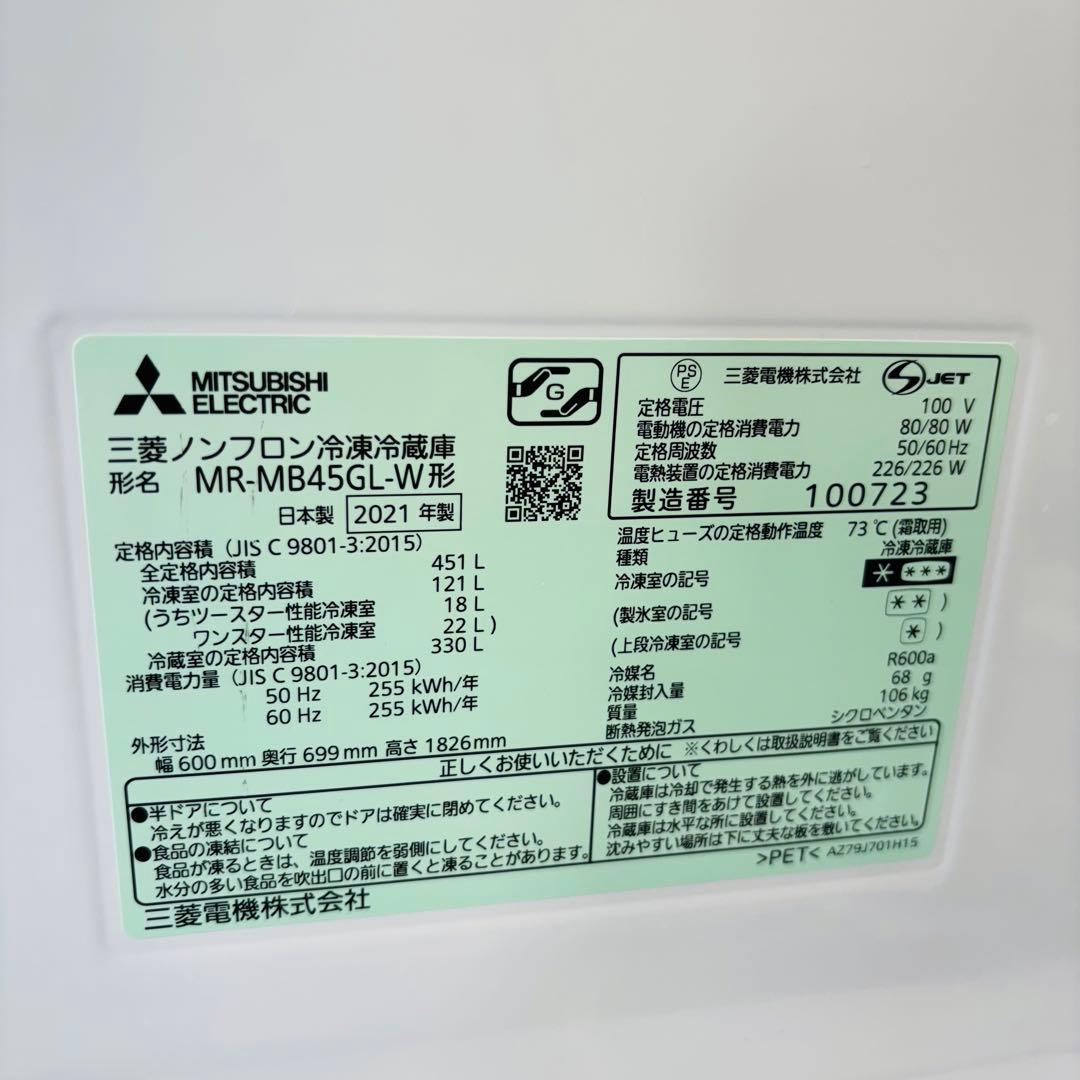 MITSUBISHI
ELECTRIC
三菱ノンフロン冷凍冷蔵庫
形名 MR-MB45GL-W形
日本製 2021 年製
定格内容積（JIS C 9801-3:2015）
全定格内容積 451 L
冷凍室の定格内容積 121 L
(うちツースター性能冷凍室 18 L
ワンスター性能冷凍室 22 L )
冷蔵室の定格内容積 330 L
消費電力量（JIS C 9801-3:2015）
50 Hz 255 kWh/年
60 Hz 255 kWh/年
外形寸法
幅 600 mm 奥行 699 mm 高さ 1826 mm
G
PS
E
三菱電機株式会社
S JET
定格電圧 100 V
電動機の定格消費電力 80/80 W
定格周波数 50/60 Hz
電熱装置の定格消費電力 226/226 W
製造番号 100723
温度ヒューズの定格動作温度 73 ℃ (霜取用)
種類 冷凍冷蔵庫
冷凍室の記号 * ***
(製氷室の記号 ** )
(上段冷凍室の記号 * )
冷媒名 R600a
冷媒封入量 68 g
質量 106 kg
断熱発泡ガス シクロペンタン
正しくお使いいただくために ※くわしくは取扱説明書をご覧ください
●半ドアについて
冷えが悪くなりますのでドアは確実に閉めてください。
●食品の凍結について
食品が凍るときは、温度調節を弱側にしてください。
水分の多い食品を吹出口の前に置くと凍ることがあります。
●設置について
冷蔵庫は冷却で発生する熱を外に逃がしています。
周囲にすき間をあけて設置してください。
冷蔵庫は水平な所に設置してください。
沈みやすい場所は下に丈夫な板を敷いてください。
三菱電機株式会社
>PET< AZ79J701H15